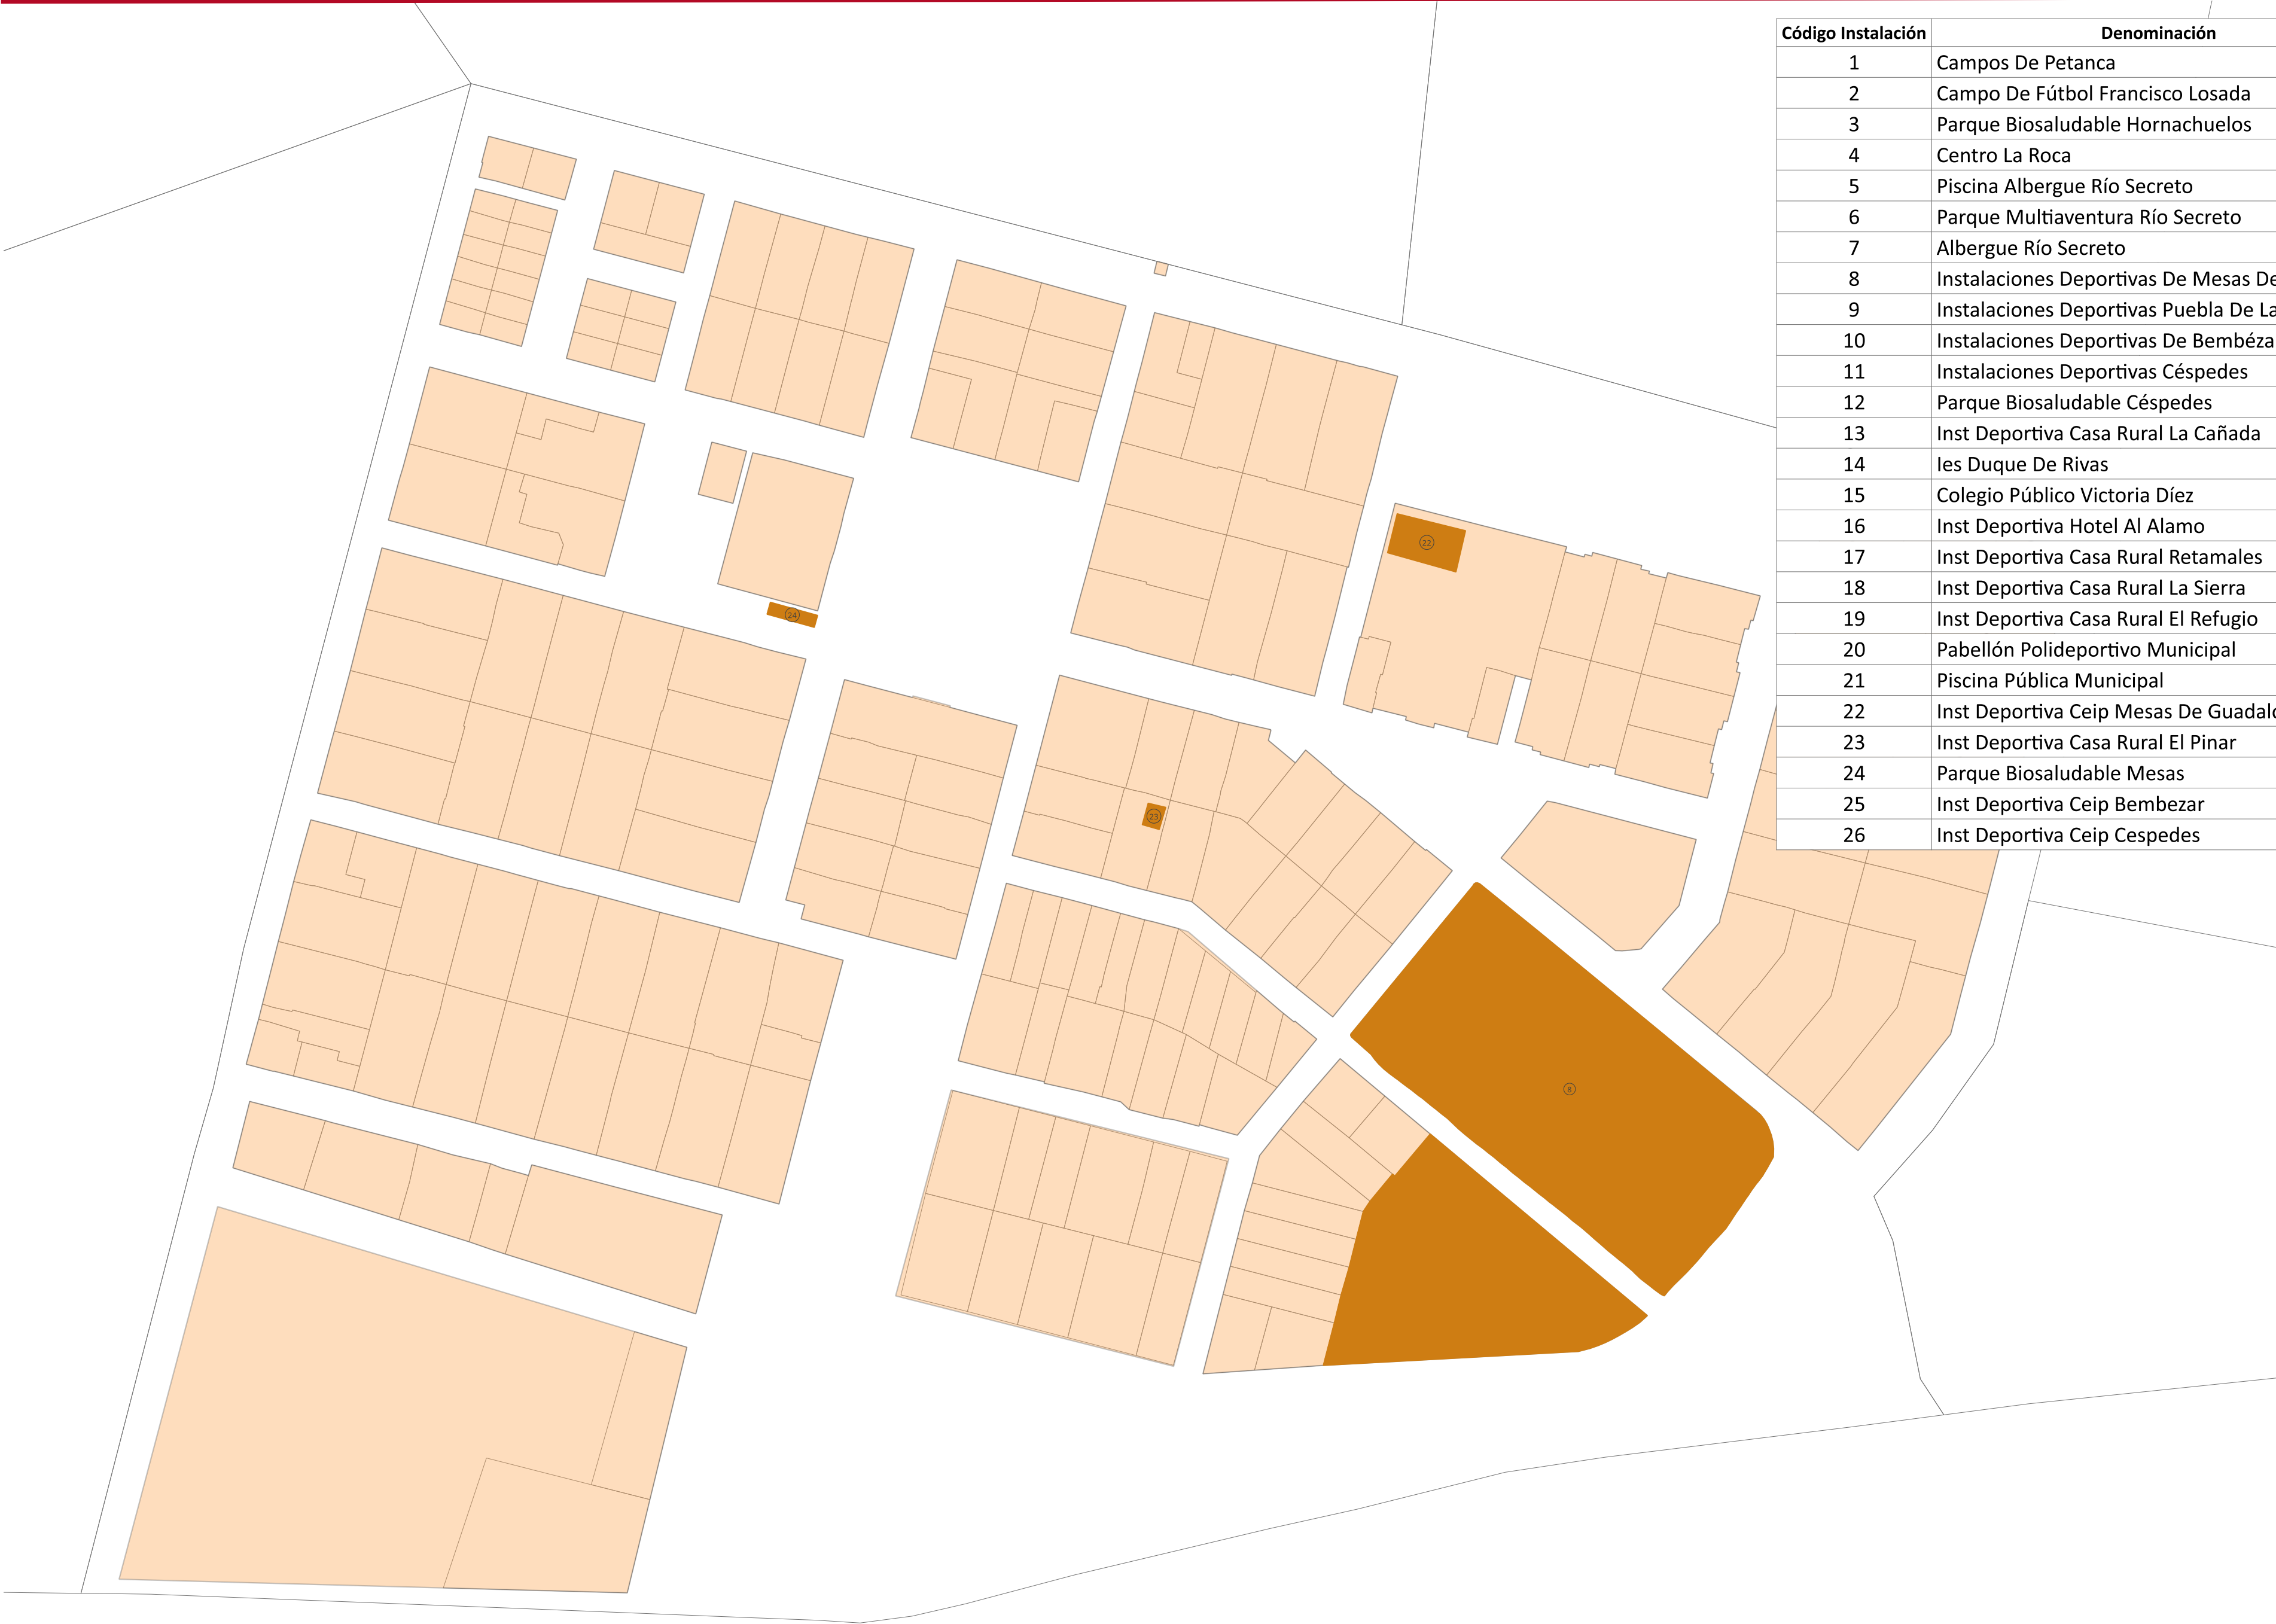 Código Instalación Denominación
1 Campos De Petanca
2 Campo De Fútbol Francisco Losada
3 Parque Biosaludable Hornachuelos
4 Centro La Roca
5 Piscina Albergue Río Secreto
6 Parque Multiaventura Río Secreto
7 Albergue Río Secreto
8 Instalaciones Deportivas De Mesas De
9 Instalaciones Deportivas Puebla De La
10 Instalaciones Deportivas De Bembéza
11 Instalaciones Deportivas Céspedes
12 Parque Biosaludable Céspedes
13 Inst Deportiva Casa Rural La Cañada
14 Ies Duque De Rivas
15 Colegio Público Victoria Díez
16 Inst Deportiva Hotel Al Alamo
17 Inst Deportiva Casa Rural Retamales
18 Inst Deportiva Casa Rural La Sierra
19 Inst Deportiva Casa Rural El Refugio
20 Pabellón Polideportivo Municipal
21 Piscina Pública Municipal
22 Inst Deportiva Ceip Mesas De Guadalo
23 Inst Deportiva Casa Rural El Pinar
24 Parque Biosaludable Mesas
25 Inst Deportiva Ceip Bembezar
26 Inst Deportiva Ceip Cespedes
22
24
23
8